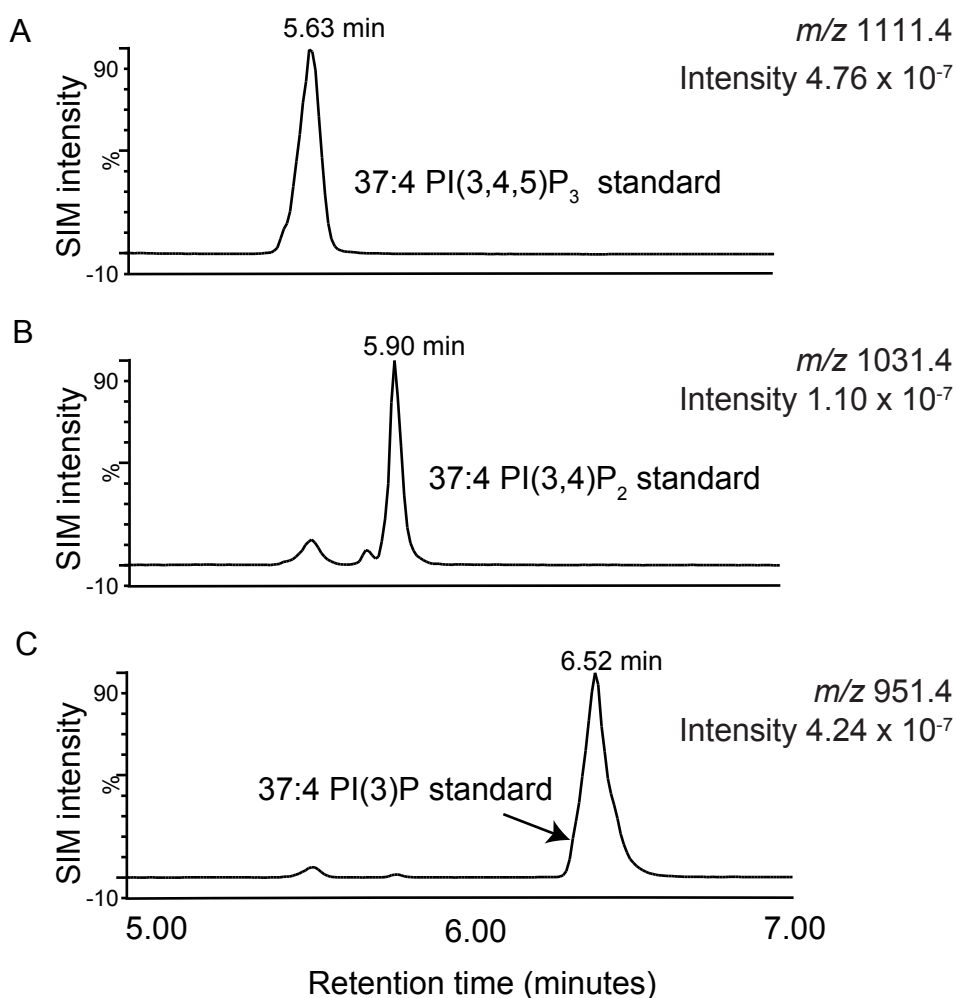 A
5.63 min
m/z 1111.4
Intensity 4.76 x 10⁻⁷
90
%
-10
SIM intensity
37:4 PI(3,4,5)P₃ standard
B
5.90 min
m/z 1031.4
Intensity 1.10 x 10⁻⁷
90
%
-10
SIM intensity
37:4 PI(3,4)P₂ standard
C
6.52 min
m/z 951.4
Intensity 4.24 x 10⁻⁷
90
%
-10
SIM intensity
37:4 PI(3)P standard
5.00 6.00 7.00
Retention time (minutes)